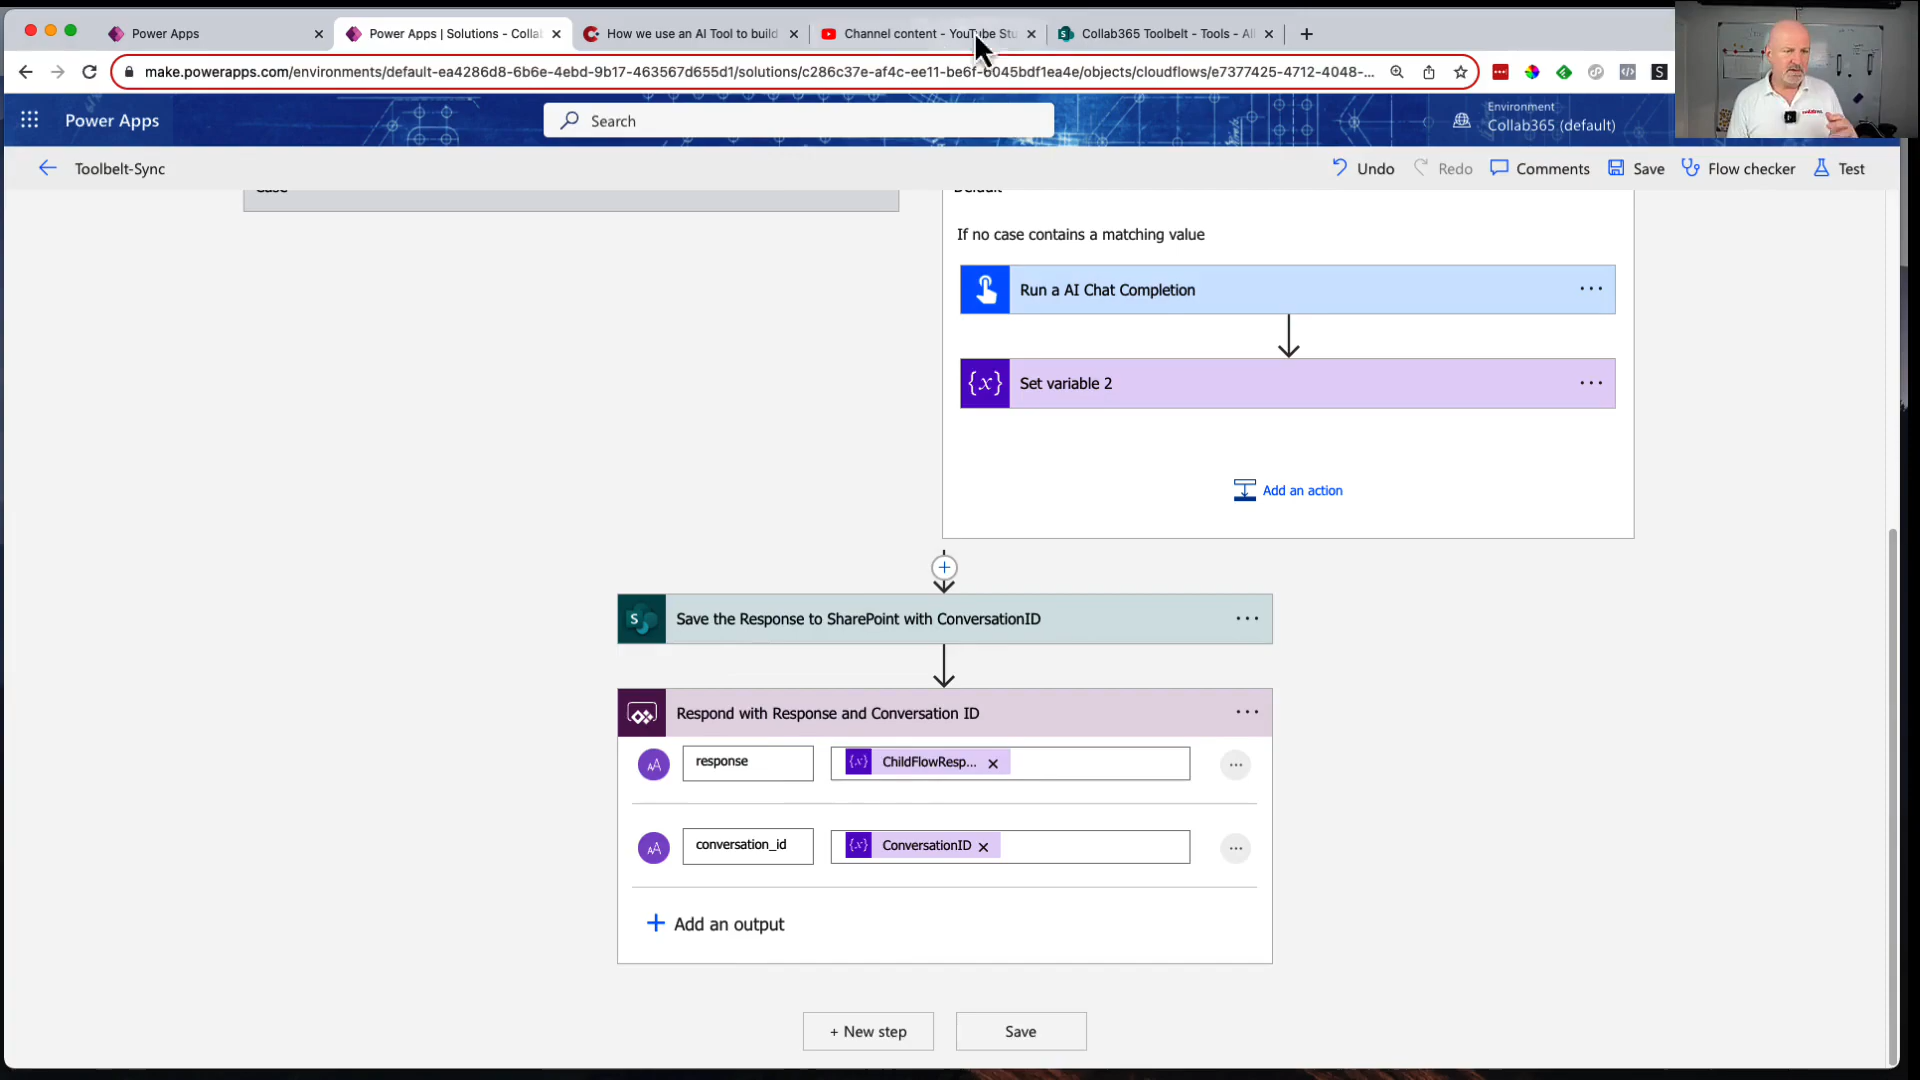 Power Apps
Power Apps | Solutions - Colla
How we use an AI Tool to build
Channel content - YouTube Stu
Collab365 Toolbelt - Tools - All
make.powerapps.com/environments/default-ea4286d8-6b6e-4ebd-9b17-463567d655d1/solutions/c286c37e-af4c-ee11-be6f-6045bdf1ea4e/objects/cloudflows/e7377425-4712-4048-...
Power Apps
Search
Environment
Collab365 (default)
Toolbelt-Sync
Undo
Redo
Comments
Save
Flow checker
Test
Case
Default
If no case contains a matching value
Run a AI Chat Completion
{x} Set variable 2
Add an action
Save the Response to SharePoint with ConversationID
Respond with Response and Conversation ID
response
{x} ChildFlowResp...
conversation_id
{x} ConversationID
Add an output
+ New step
Save